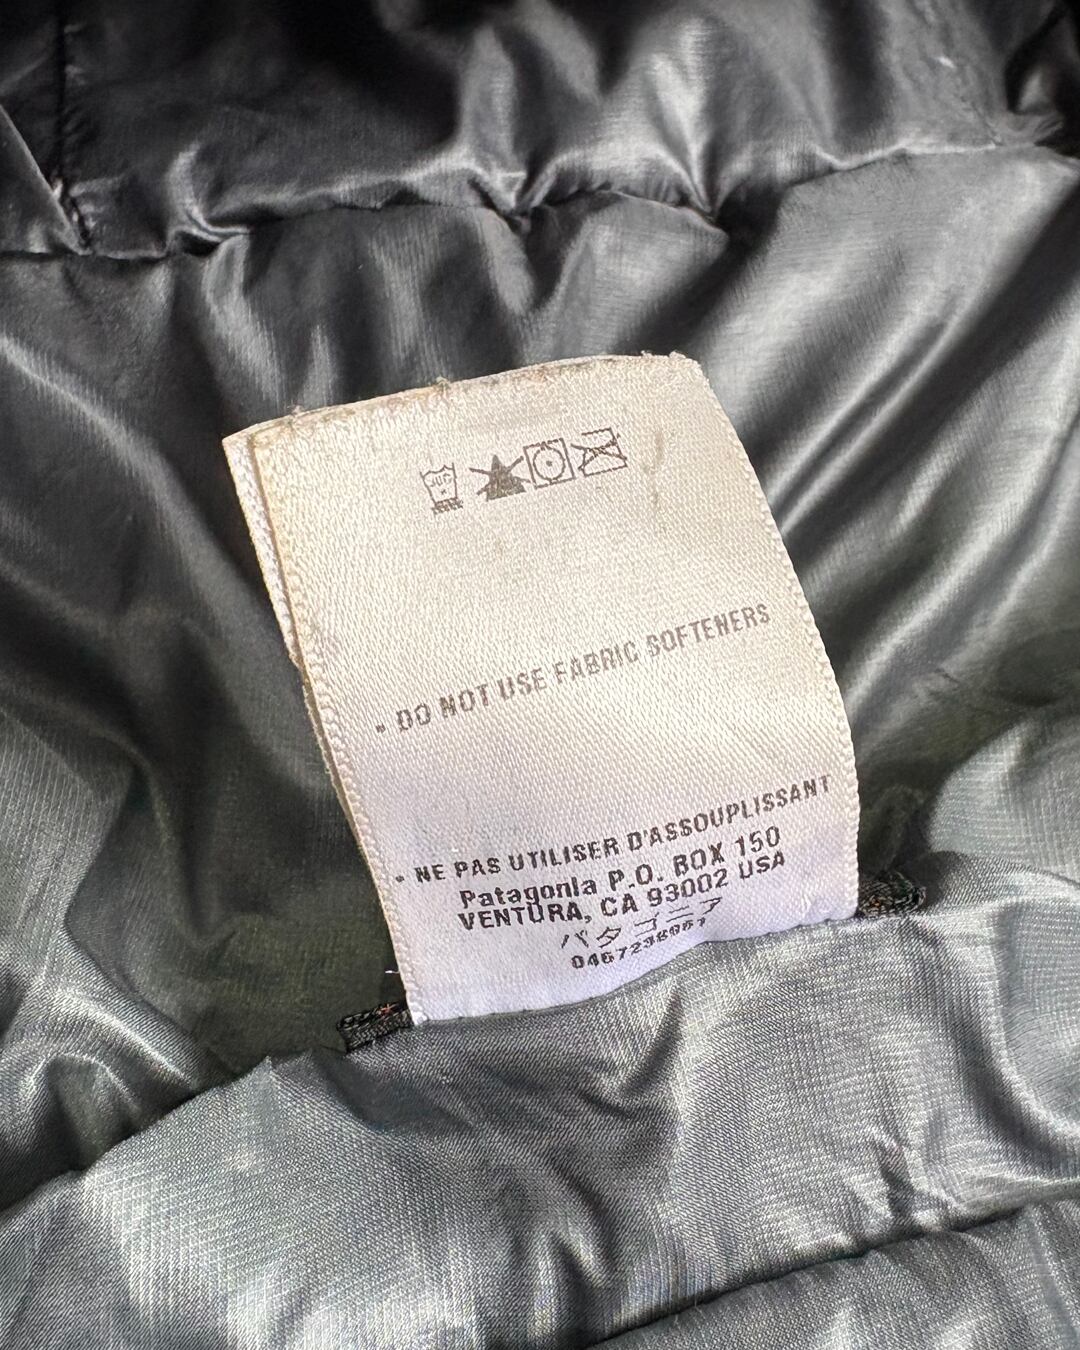 • DO NOT USE FABRIC SOFTENERS
• NE PAS UTILISER D'ASSOUPLISSANT
Patagonia P.O. BOX 150
VENTURA, CA 93002 USA
パタゴニア